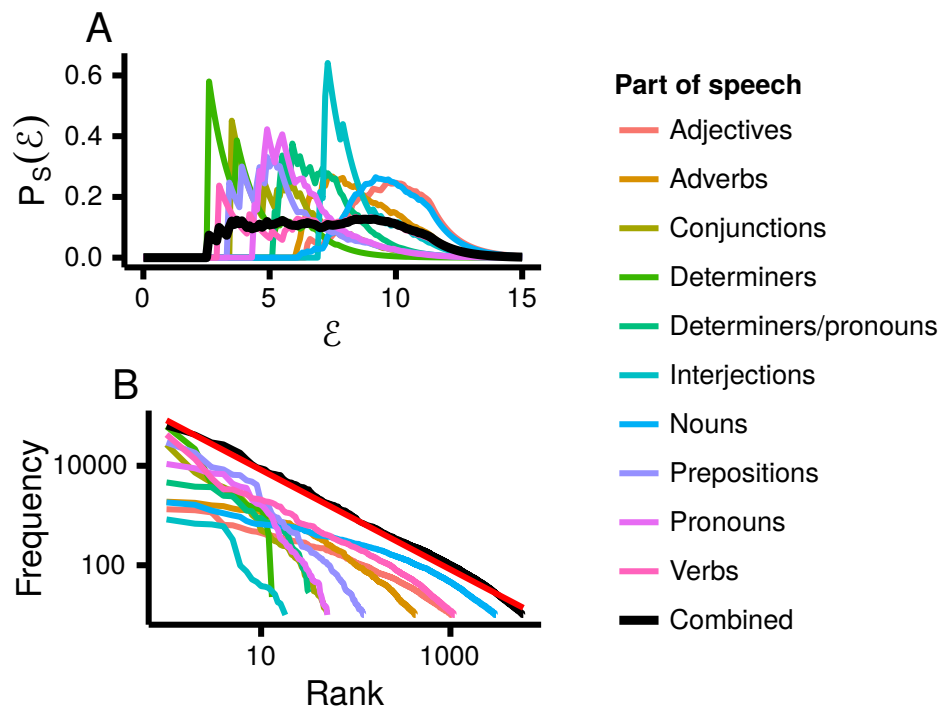 A
0.6
0.4
0.2
0.0
P_S(ℰ)
0 5 10 15
ℰ
B
10000
100
Frequency
10 1000
Rank
Part of speech
Adjectives
Adverbs
Conjunctions
Determiners
Determiners/pronouns
Interjections
Nouns
Prepositions
Pronouns
Verbs
Combined